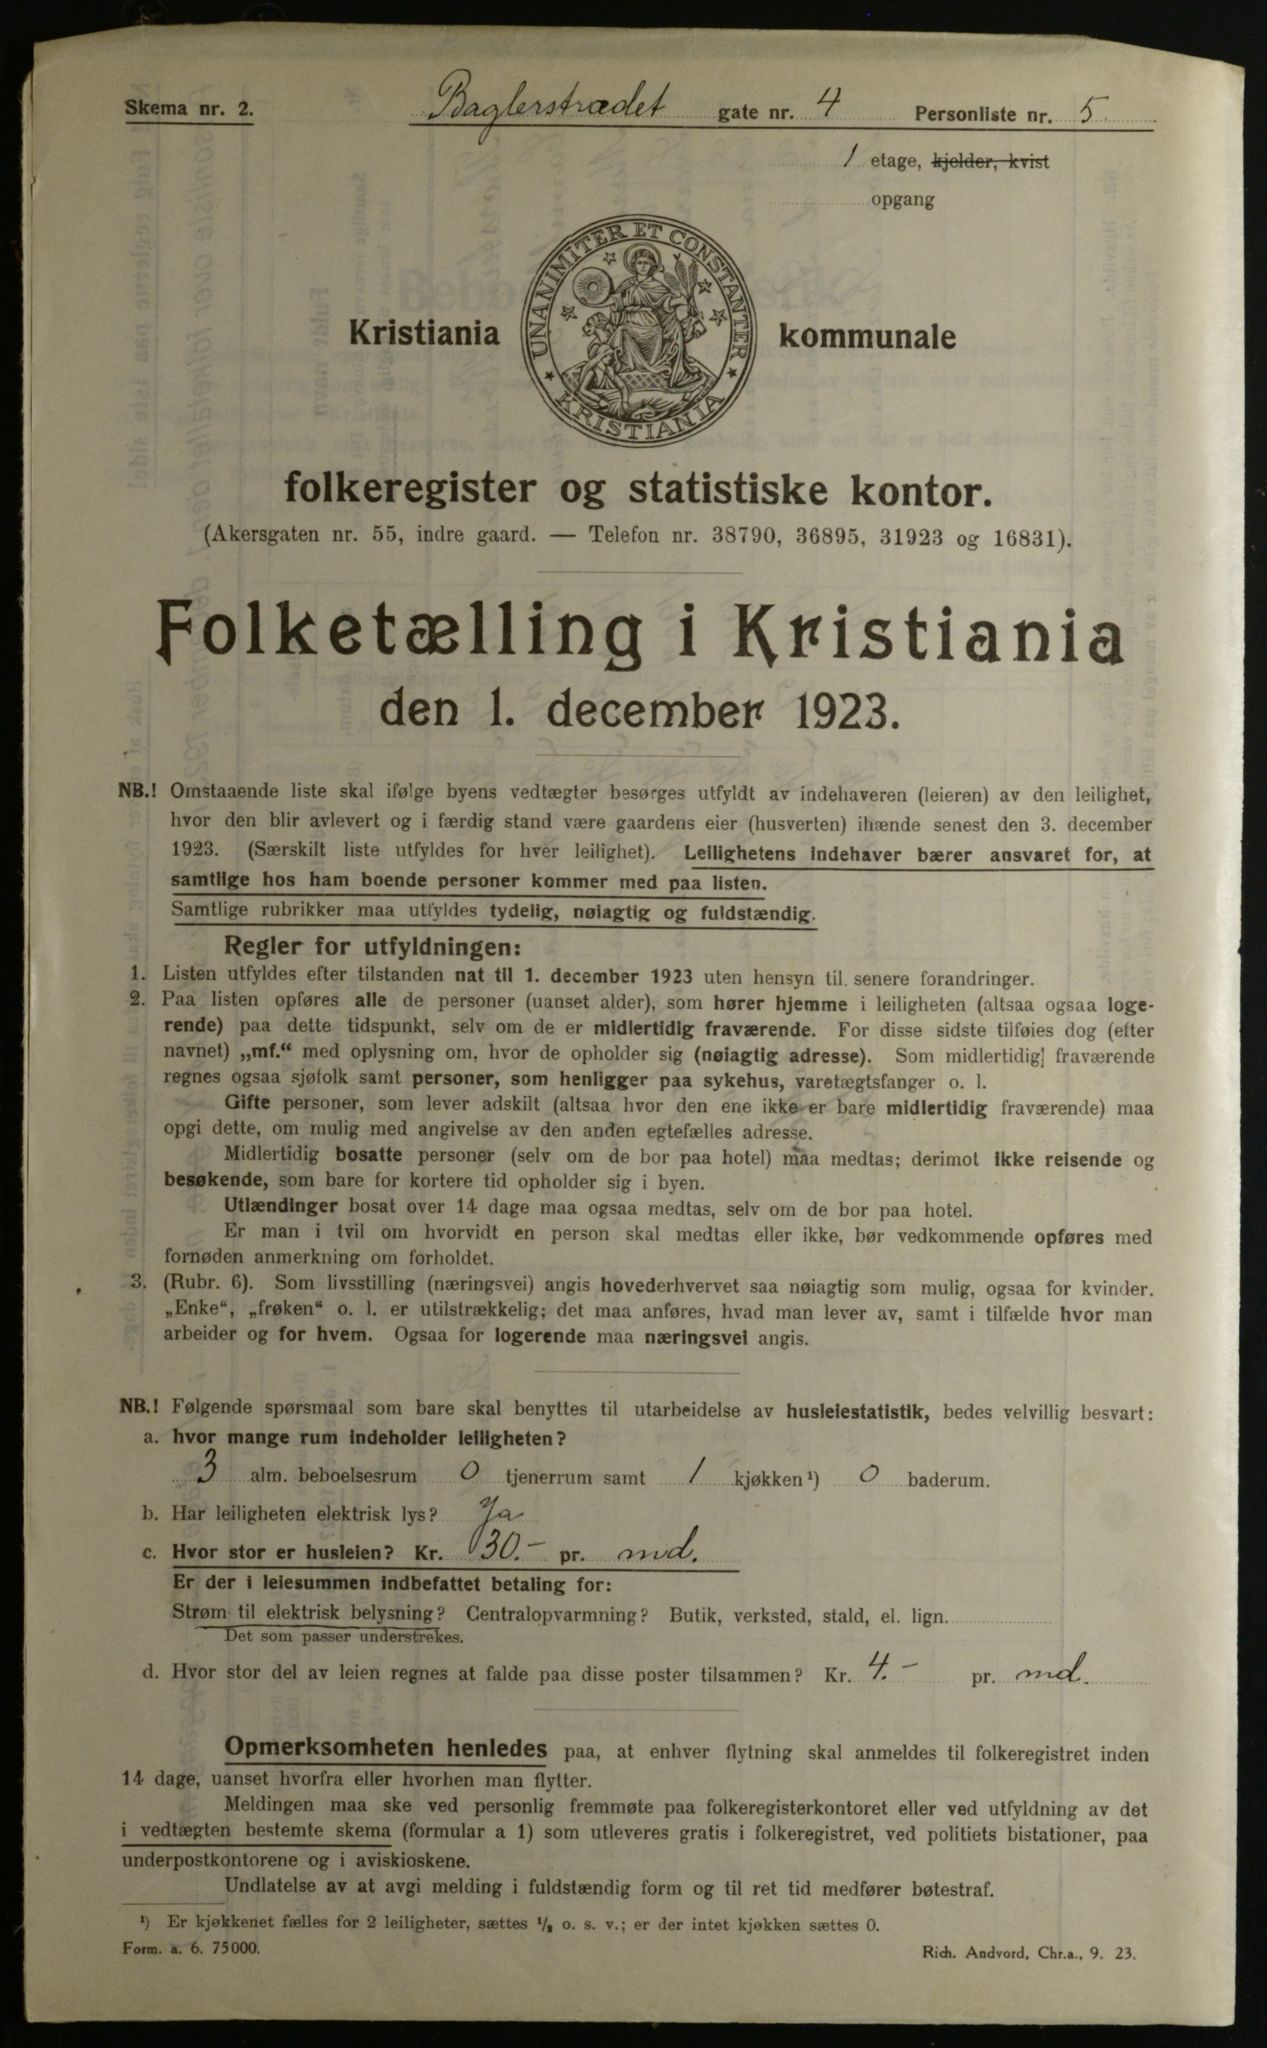 Skema nr. 2.
Baglerstrædet gate nr. 4 Personliste nr. 5
1 etage, kjelder, kvist
opgang
UNANIMITER ET CONSTANTER
KRISTIANIA
Kristiania kommunale
folkeregister og statistiske kontor.
(Akersgaten nr. 55, indre gaard. — Telefon nr. 38790, 36895, 31923 og 16831).
Folketælling i Kristiania
den 1. december 1923.
NB.! Omstaaende liste skal ifølge byens vedtægter besørges utfyldt av indehaveren (leieren) av den leilighet,
hvor den blir avlevert og i færdig stand være gaardens eier (husverten) ihænde senest den 3. december
1923. (Særskilt liste utfyldes for hver leilighet). Leilighetens indehaver bærer ansvaret for, at
samtlige hos ham boende personer kommer med paa listen.
Samtlige rubrikker maa utfyldes tydelig, nøiagtig og fuldstændig.
Regler for utfyldningen:
1. Listen utfyldes efter tilstanden nat til 1. december 1923 uten hensyn til senere forandringer.
2. Paa listen opføres alle de personer (uanset alder), som hører hjemme i leiligheten (altsaa ogsaa loge-
rende) paa dette tidspunkt, selv om de er midlertidig fraværende. For disse sidste tilføies dog (efter
navnet) „mf.“ med oplysning om, hvor de opholder sig (nøiagtig adresse). Som midlertidig fraværende
regnes ogsaa sjøfolk samt personer, som henligger paa sykehus, varetægtsfanger o. l.
Gifte personer, som lever adskilt (altsaa hvor den ene ikke er bare midlertidig fraværende) maa
opgi dette, om mulig med angivelse av den anden egtefælles adresse.
Midlertidig bosatte personer (selv om de bor paa hotel) maa medtas; derimot ikke reisende og
besøkende, som bare for kortere tid opholder sig i byen.
Utlændinger bosat over 14 dage maa ogsaa medtas, selv om de bor paa hotel.
Er man i tvil om hvorvidt en person skal medtas eller ikke, bør vedkommende opføres med
fornøden anmerkning om forholdet.
3. (Rubr. 6). Som livsstilling (næringsvei) angis hovederhvervet saa nøiagtig som mulig, ogsaa for kvinder.
„Enke“, „frøken“ o. l. er utilstrækkelig; det maa anføres, hvad man lever av, samt i tilfælde hvor man
arbeider og for hvem. Ogsaa for logerende maa næringsvei angis.
NB.! Følgende spørsmaal som bare skal benyttes til utarbeidelse av husleiestatistik, bedes velvillig besvart:
a. hvor mange rum indeholder leiligheten?
3 alm. beboelsesrum 0 tjenerrum samt 1 kjøkken ¹) 0 baderum.
b. Har leiligheten elektrisk lys? Ja
c. Hvor stor er husleien? Kr. 30.- pr. md.
Er der i leiesummen indbefattet betaling for:
Strøm til elektrisk belysning? Centralopvarmning? Butik, verksted, stald, el. lign.
Det som passer understrekes.
d. Hvor stor del av leien regnes at falde paa disse poster tilsammen? Kr. 4.- pr. md.
Opmerksomheten henledes paa, at enhver flytning skal anmeldes til folkeregistret inden
14 dage, uanset hvorfra eller hvorhen man flytter.
Meldingen maa ske ved personlig fremmøte paa folkeregisterkontoret eller ved utfyldning av det
i vedtægten bestemte skema (formular a 1) som utleveres gratis i folkeregistret, ved politiets bistationer, paa
underpostkontorene og i aviskioskene.
Undlatelse av at avgi melding i fuldstændig form og til ret tid medfører bøtestraf.
¹) Er kjøkkenet fælles for 2 leiligheter, sættes ½ o. s. v.; er der intet kjøkken sættes 0.
Form. a. 6. 75000. Rich. Andvord, Chr.a., 9. 23.